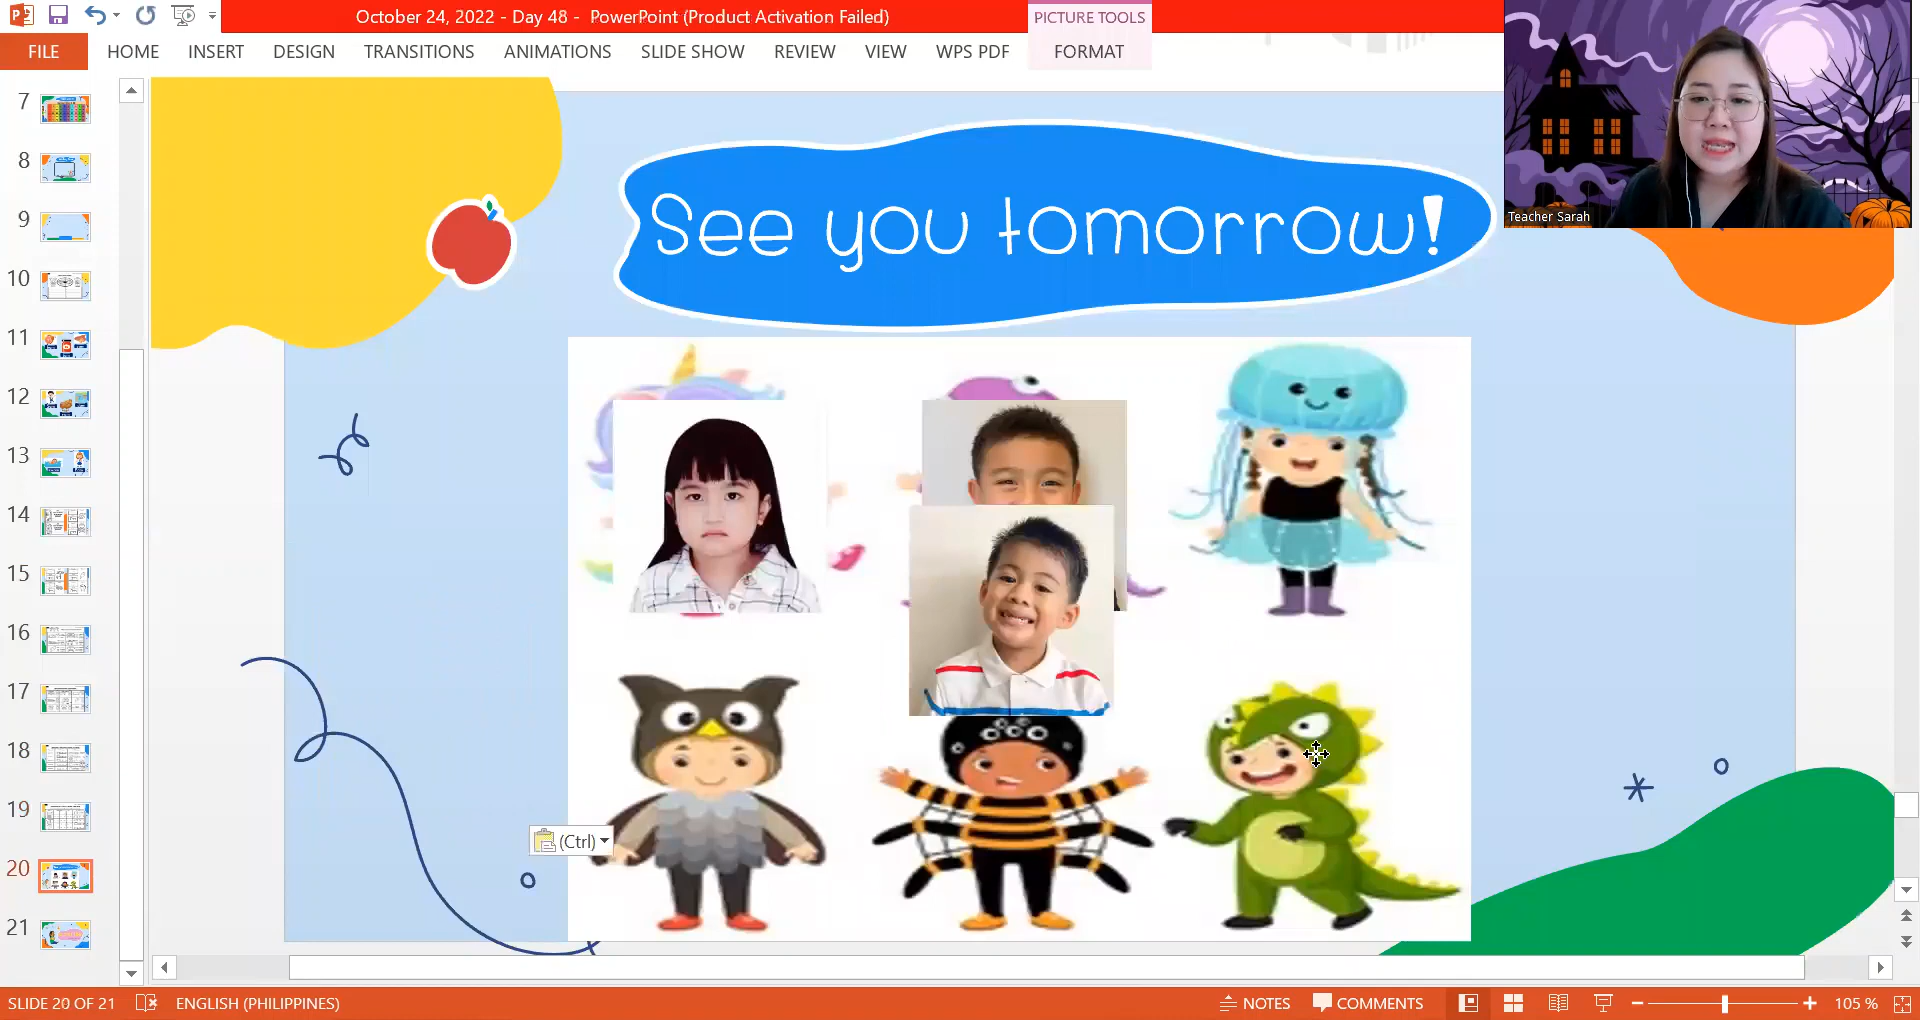 October 24, 2022 - Day 48 - PowerPoint (Product Activation Failed)
PICTURE TOOLS
FILE
HOME
INSERT
DESIGN
TRANSITIONS
ANIMATIONS
SLIDE SHOW
REVIEW
VIEW
WPS PDF
FORMAT
Teacher Sarah
See you tomorrow!
7
8
9
10
11
12
13
14
15
16
17
18
19
20
21
(Ctrl)
SLIDE 20 OF 21
ENGLISH (PHILIPPINES)
NOTES
COMMENTS
105 %